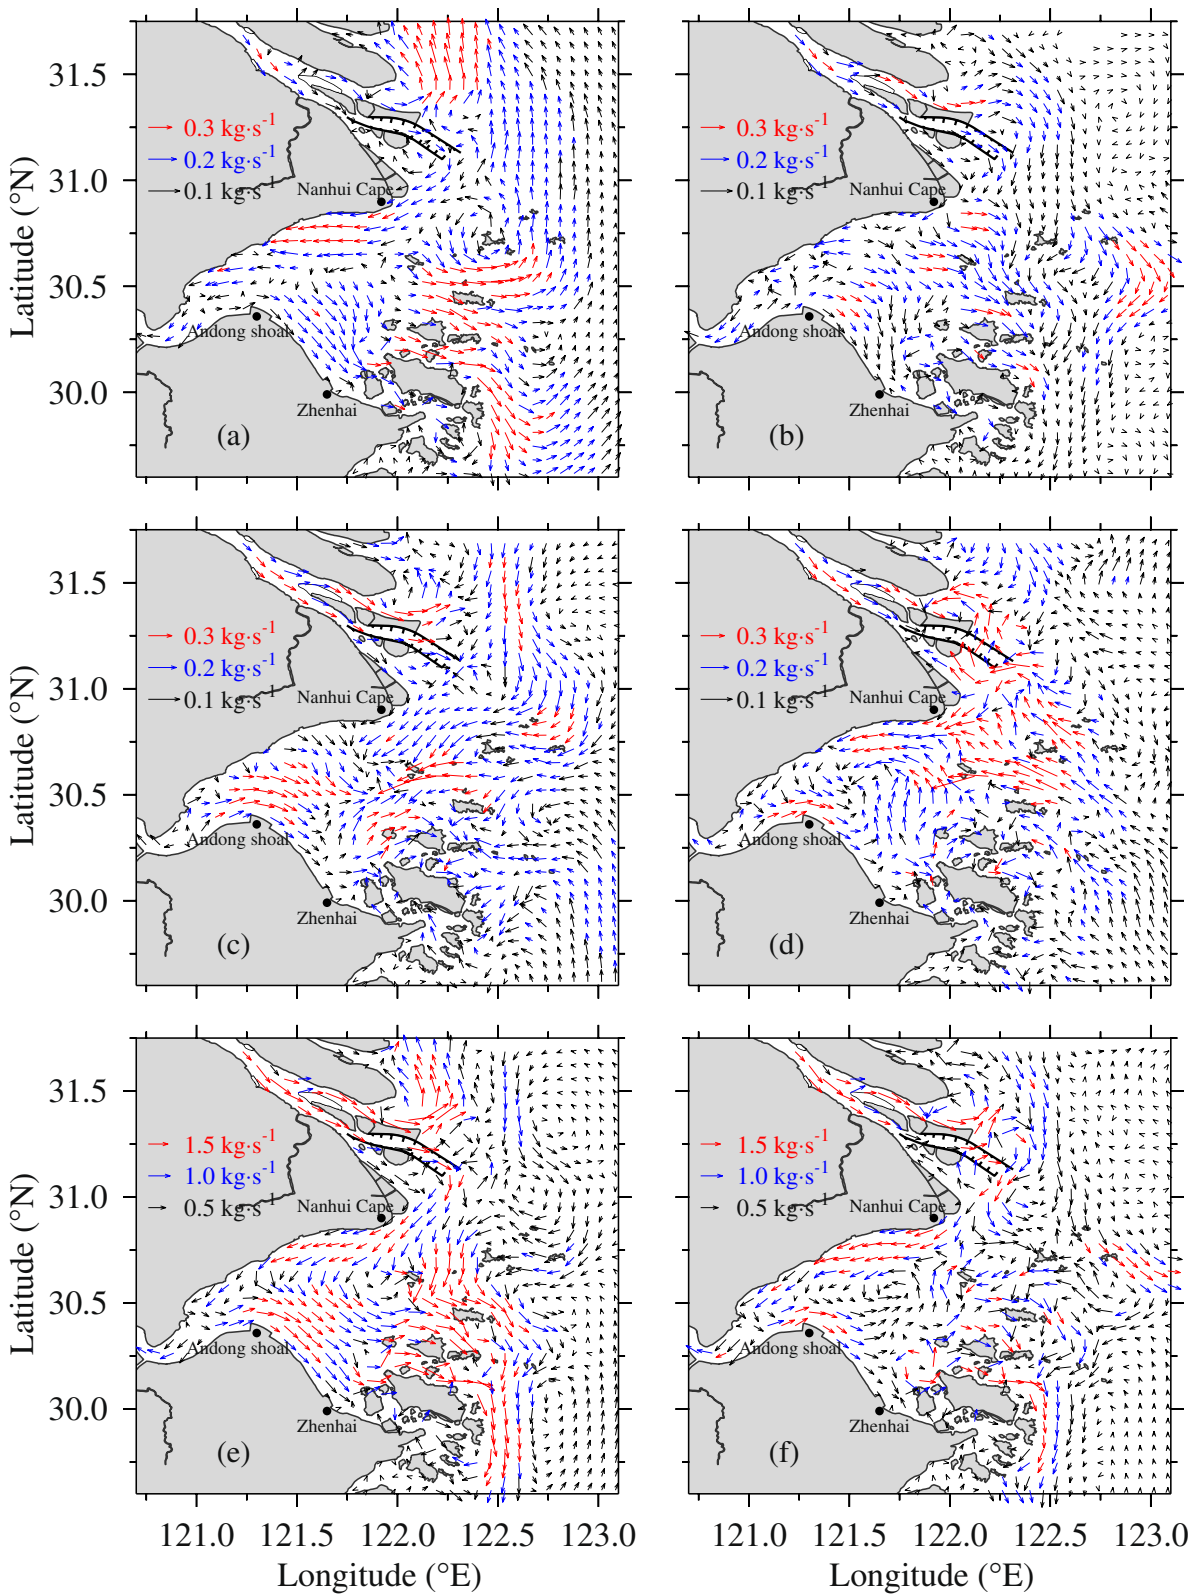 31.5
31.0
30.5
30.0
Latitude (°N)
0.3 kg·s-1
0.2 kg·s-1
0.1 kg·s-1
Nanhui Cape
Andong shoal
Zhenhai
(a)
0.3 kg·s-1
0.2 kg·s-1
0.1 kg·s-1
Nanhui Cape
Andong shoal
Zhenhai
(b)
31.5
31.0
30.5
30.0
Latitude (°N)
0.3 kg·s-1
0.2 kg·s-1
0.1 kg·s-1
Nanhui Cape
Andong shoal
Zhenhai
(c)
0.3 kg·s-1
0.2 kg·s-1
0.1 kg·s-1
Nanhui Cape
Andong shoal
Zhenhai
(d)
31.5
31.0
30.5
30.0
Latitude (°N)
1.5 kg·s-1
1.0 kg·s-1
0.5 kg·s-1
Nanhui Cape
Andong shoal
Zhenhai
(e)
1.5 kg·s-1
1.0 kg·s-1
0.5 kg·s-1
Nanhui Cape
Andong shoal
Zhenhai
(f)
121.0 121.5 122.0 122.5 123.0
121.0 121.5 122.0 122.5 123.0
Longitude (°E)
Longitude (°E)